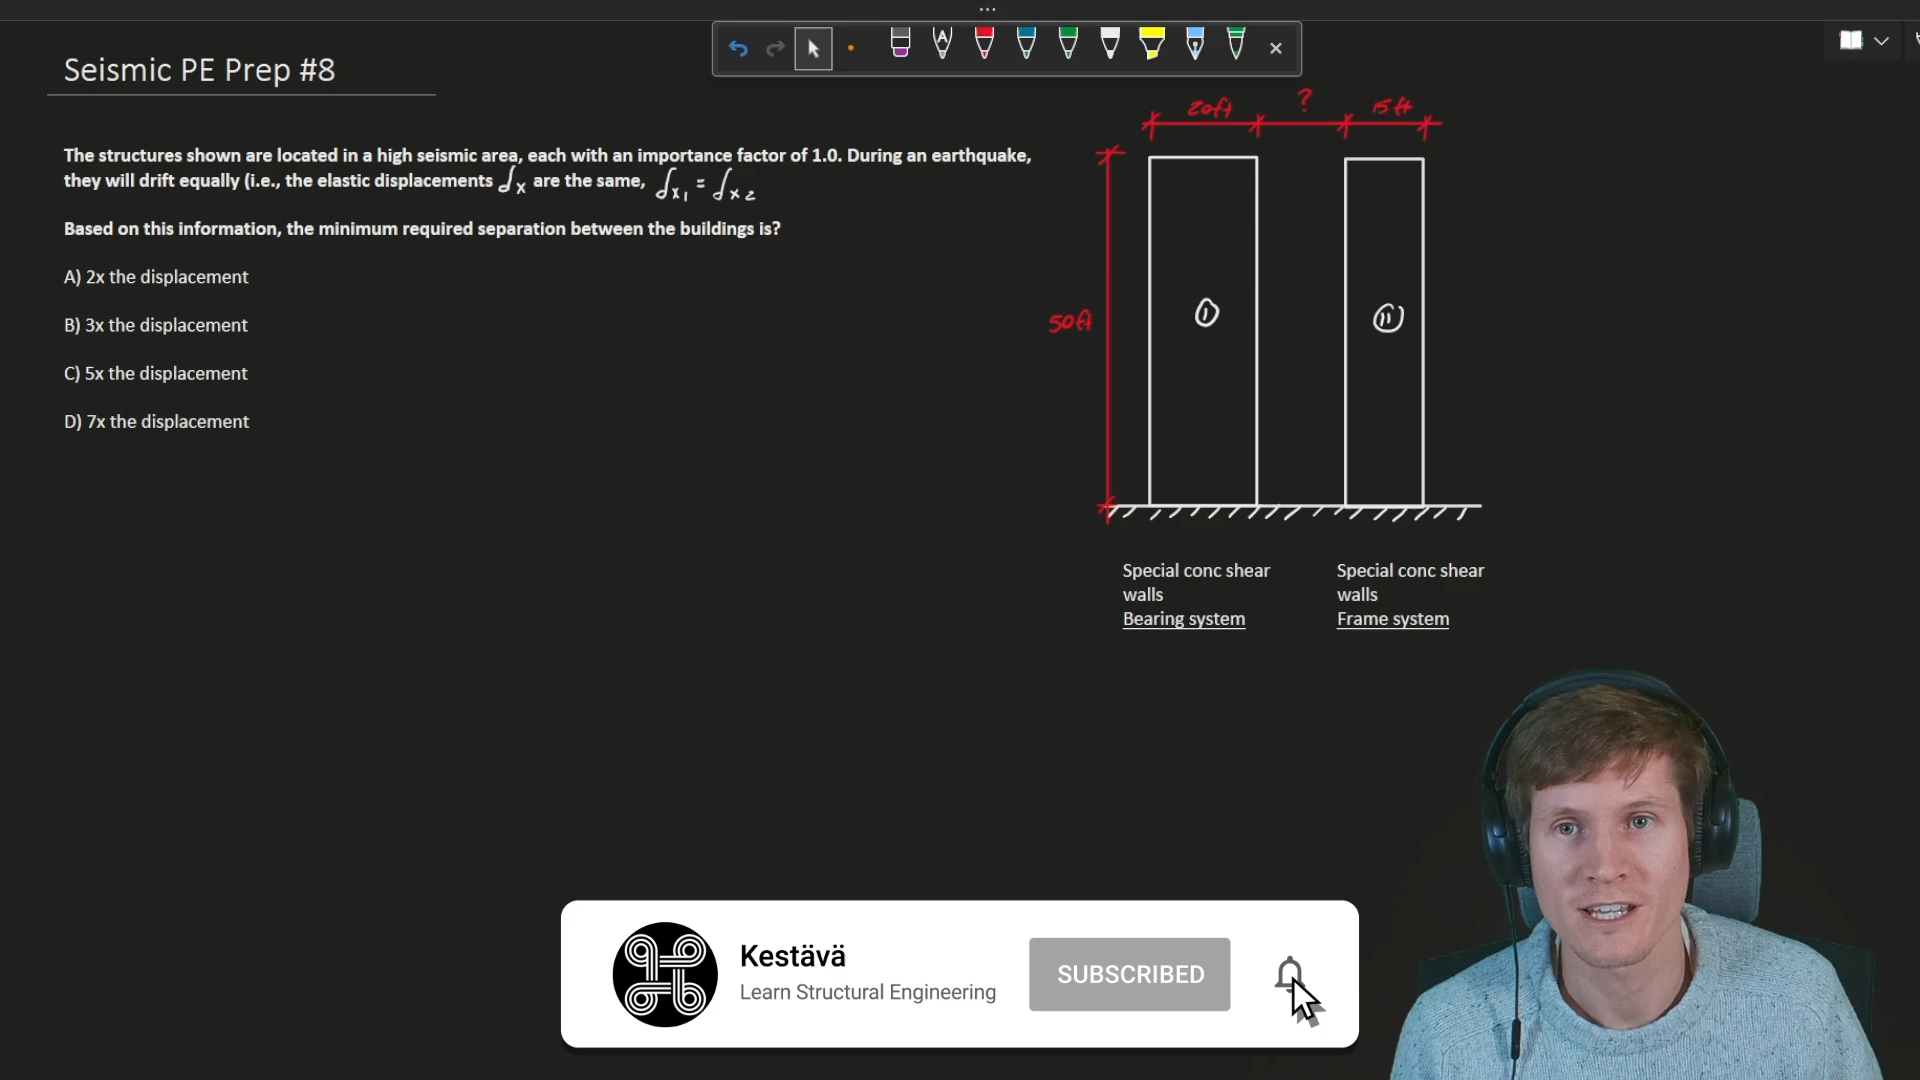 Seismic PE Prep #8
The structures shown are located in a high seismic area, each with an importance factor of 1.0. During an earthquake,
they will drift equally (i.e., the elastic displacements δx are the same, δx1 = δx2
Based on this information, the minimum required separation between the buildings is?
A) 2x the displacement
B) 3x the displacement
C) 5x the displacement
D) 7x the displacement
20ft ? 15ft
50ft
I II
Special conc shear
walls
Bearing system
Special conc shear
walls
Frame system
A
Kestävä
Learn Structural Engineering
SUBSCRIBED